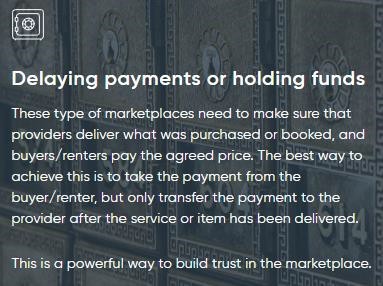 Delaying payments or holding funds
These type of marketplaces need to make sure that
providers deliver what was purchased or booked, and
buyers/renters pay the agreed price. The best way to
achieve this is to take the payment from the
buyer/renter, but only transfer the payment to the
provider after the service or item has been delivered.
This is a powerful way to build trust in the marketplace.